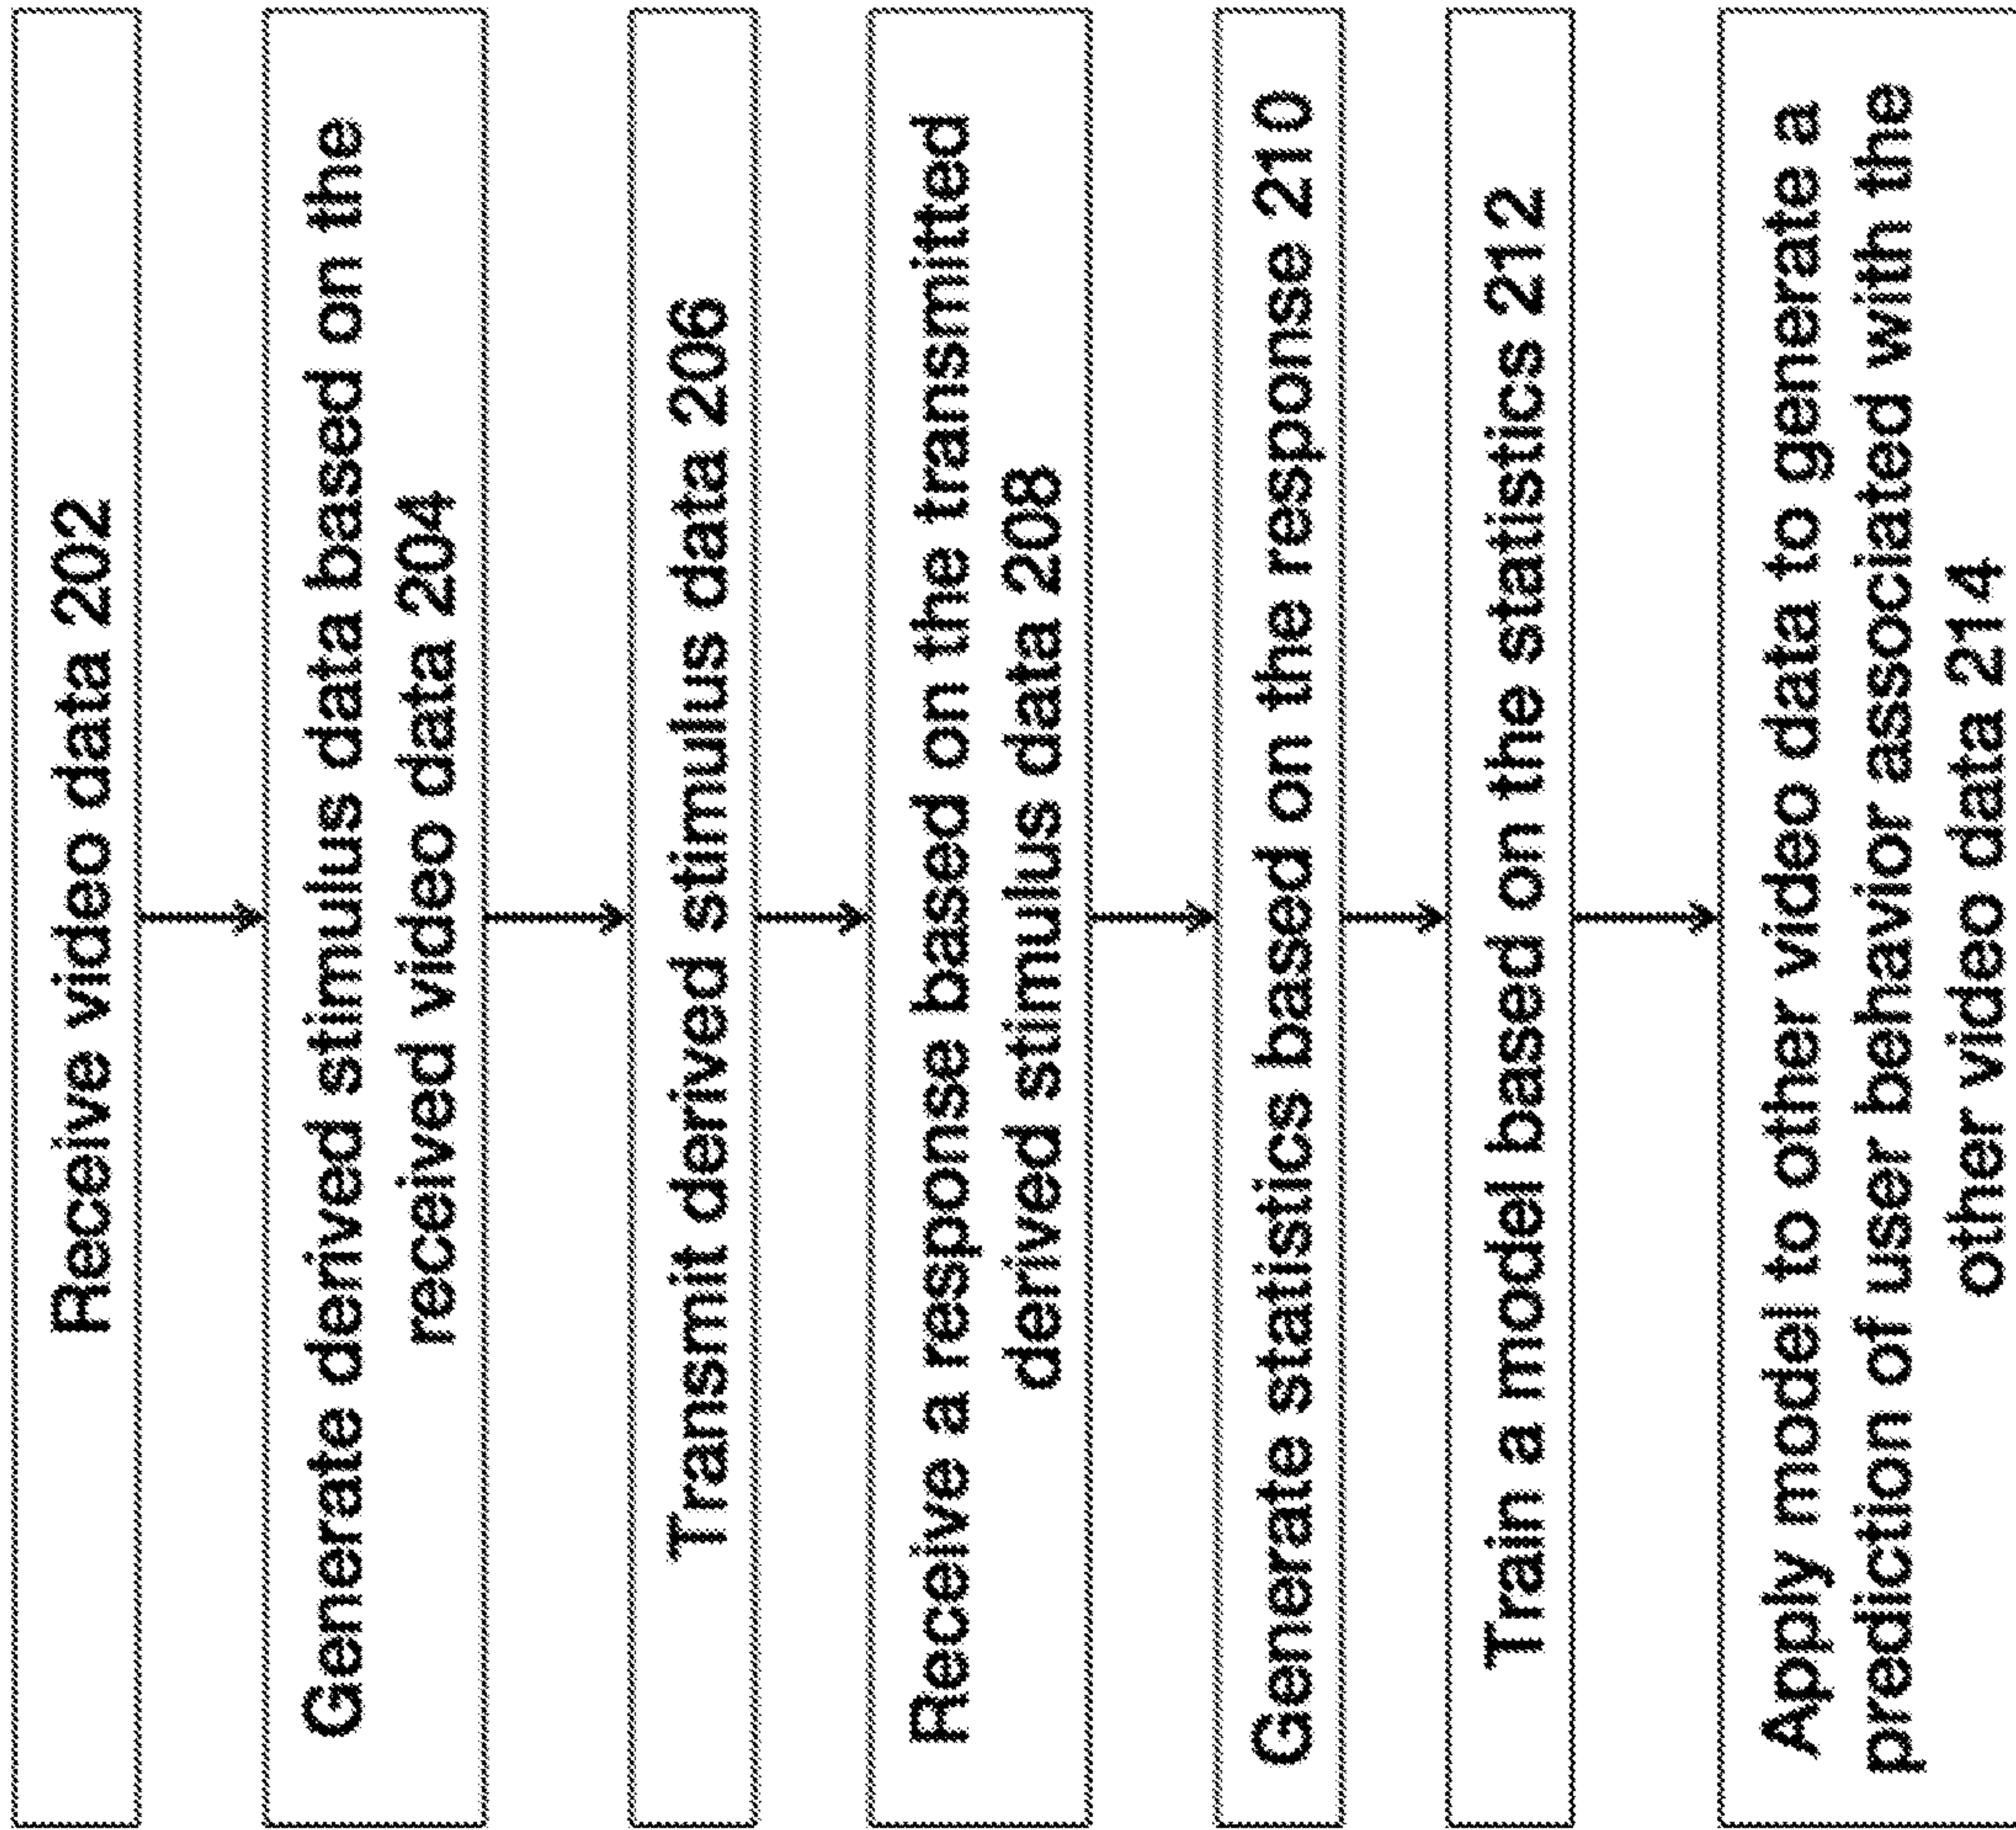 Receive video data 202
Generate derived stimulus data based on the
received video data 204
Transmit derived stimulus data 206
Receive a response based on the transmitted
derived stimulus data 208
Generate statistics based on the response 210
Train a model based on the statistics 212
Apply model to other video data to generate a
prediction of user behavior associated with the
other video data 214